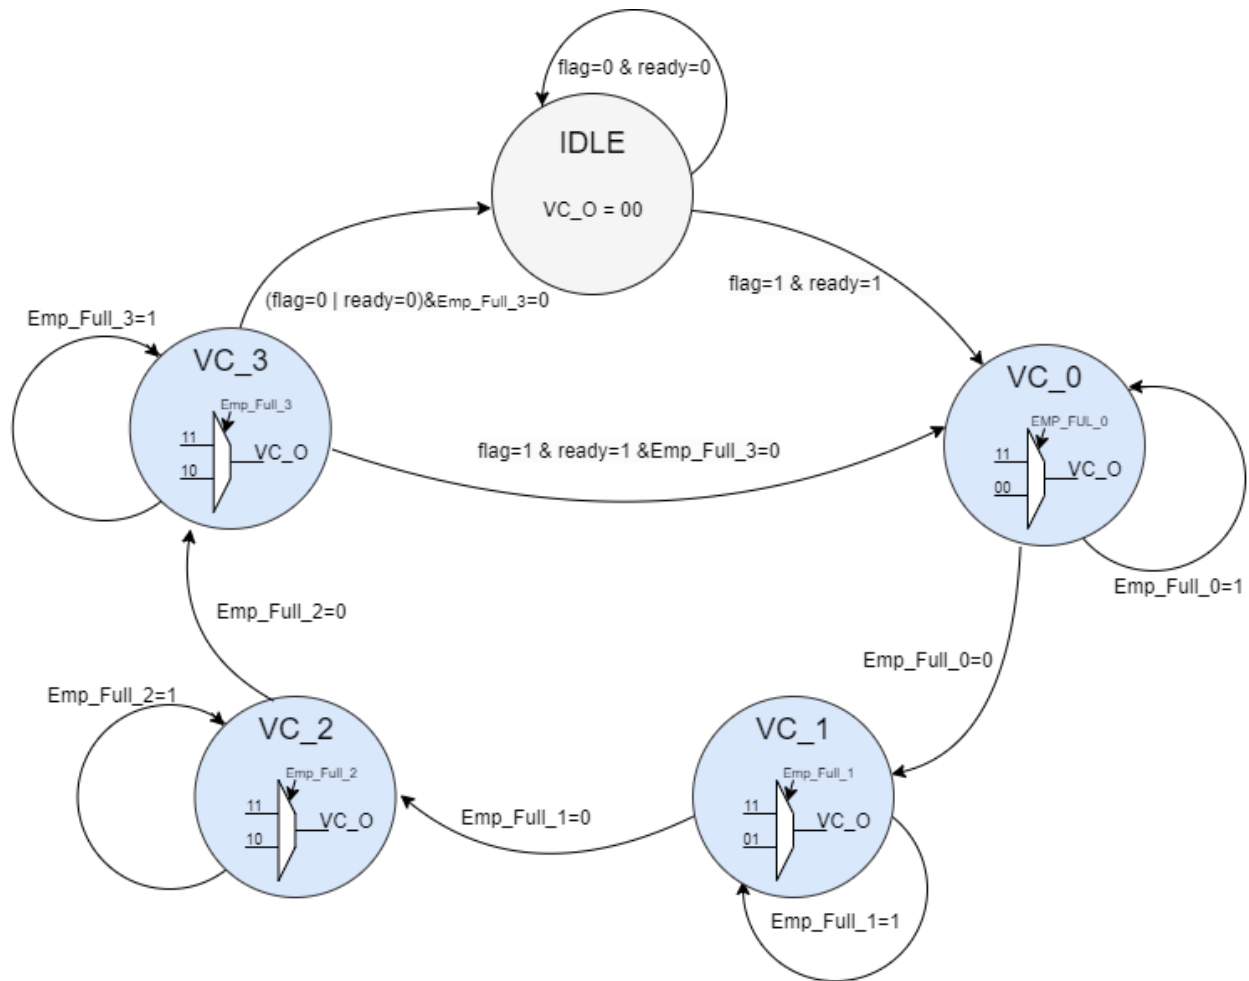 flag=0 & ready=0
IDLE
VC_O = 00
flag=1 & ready=1
(flag=0 | ready=0)&Emp_Full_3=0
Emp_Full_3=1
VC_3
Emp_Full_3
11
10
VC_O
flag=1 & ready=1 &Emp_Full_3=0
VC_0
EMP_FUL_0
11
00
VC_O
Emp_Full_0=1
Emp_Full_2=0
Emp_Full_0=0
Emp_Full_2=1
VC_2
Emp_Full_2
11
10
VC_O
Emp_Full_1=0
VC_1
Emp_Full_1
11
01
VC_O
Emp_Full_1=1